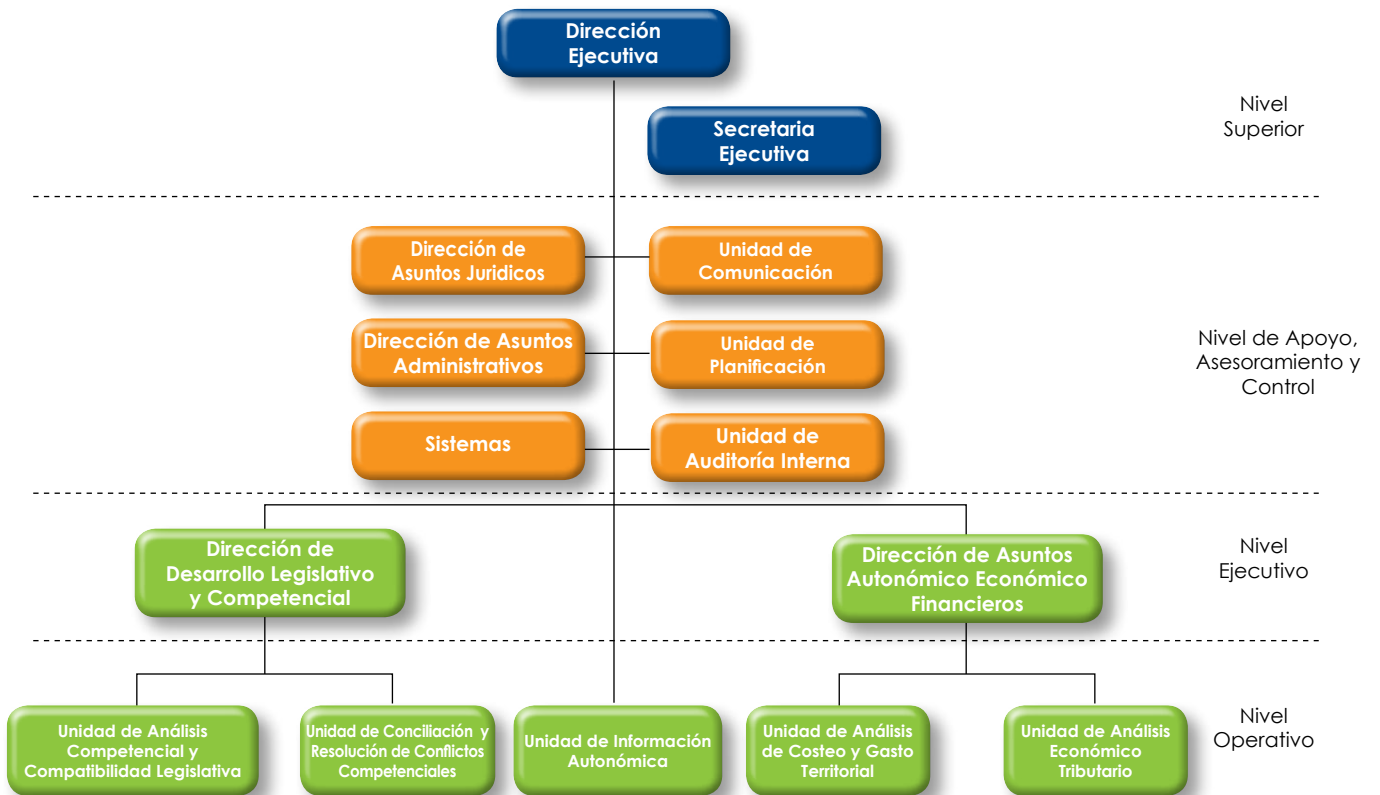 Dirección
Ejecutiva
Nivel
Superior
Secretaria
Ejecutiva
Dirección de
Asuntos Juridicos
Unidad de
Comunicación
Dirección de Asuntos
Administrativos
Unidad de
Planificación
Nivel de Apoyo,
Asesoramiento y
Control
Sistemas
Unidad de
Auditoría Interna
Dirección de
Desarrollo Legislativo
y Competencial
Dirección de Asuntos
Autonómico Económico
Financieros
Nivel
Ejecutivo
Unidad de Análisis
Competencial y
Compatibilidad Legislativa
Unidad de Conciliación y
Resolución de Conflictos
Competenciales
Unidad de Información
Autonómica
Unidad de Análisis
de Costeo y Gasto
Territorial
Unidad de Análisis
Económico
Tributario
Nivel
Operativo